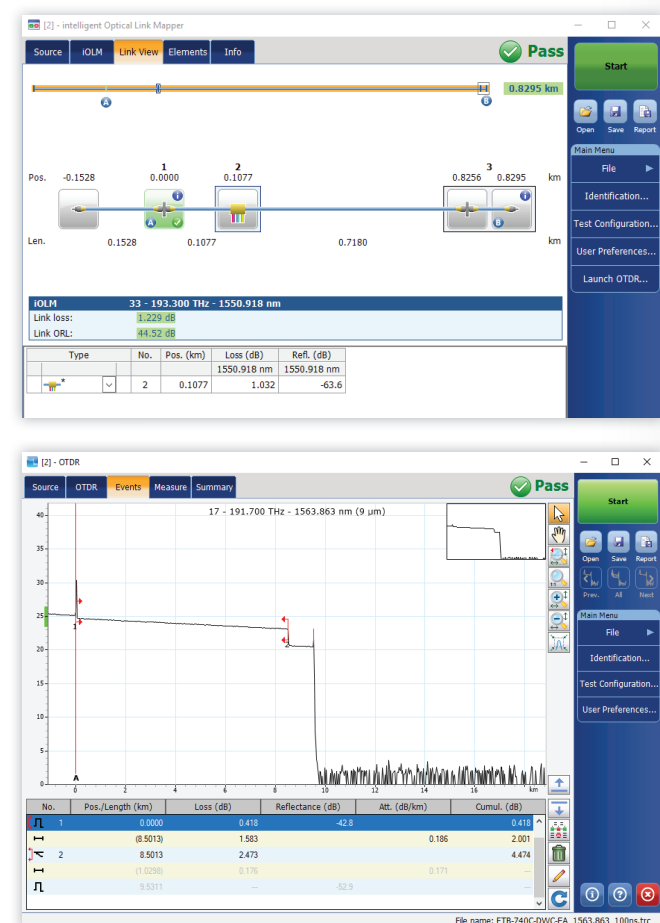 [2] - intelligent Optical Link Mapper
Source iOLM Link View Elements Info Pass
Start
0.8295 km
A B
Open Save Report
Main Menu
File
Identification...
Test Configuration...
User Preferences...
Launch OTDR...
1 2 3
Pos. -0.1528 0.0000 0.1077 0.8256 0.8295 km
A B
Len. 0.1528 0.1077 0.7180 km
iOLM 33 - 193.300 THz - 1550.918 nm
Link loss: 1.229 dB
Link ORL: 44.52 dB
Type No. Pos. (km) Loss (dB) Refl. (dB)
1550.918 nm 1550.918 nm
* 2 0.1077 1.032 -63.6
[2] - OTDR
Source OTDR Events Measure Summary Pass
Start
17 - 191.700 THz - 1563.863 nm (9 µm)
40
35
30
25
20
15
10
5
0
1
2
A
0 2 4 6 8 10 12 14 16 km
Open Save Report
Prev. All Next
Main Menu
File
Identification...
Test Configuration...
User Preferences...
No. Pos./Length (km) Loss (dB) Reflectance (dB) Att. (dB/km) Cumul. (dB)
1 0.0000 0.418 -42.8 0.418
(8.5013) 1.583 0.186 2.001
2 8.5013 2.473 4.474
(1.0298) 0.176 0.171 ---
9.5311 --- -52.9 ---